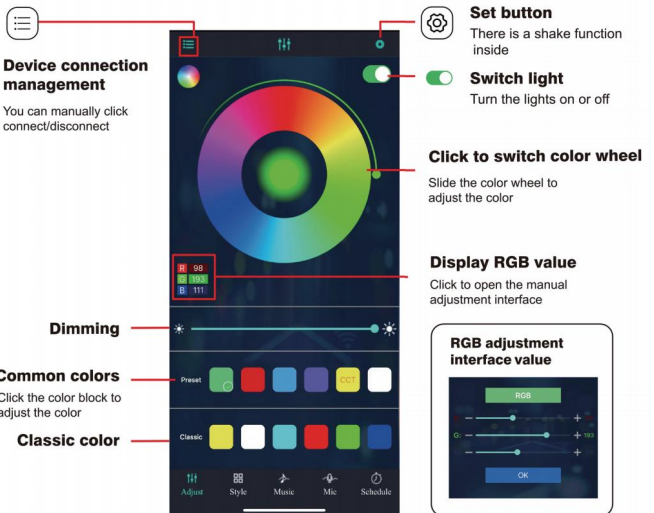 Device connection
management
You can manually click
connect/disconnect
Set button
There is a shake function
inside
Switch light
Turn the lights on or off
Click to switch color wheel
Slide the color wheel to
adjust the color
R 98
G 193
B 111
Display RGB value
Click to open the manual
adjustment interface
Dimming
Common colors
Click the color block to
adjust the color
Preset
CCT
Classic color
Classic
Adjust Style Music Mic Schedule
RGB adjustment
interface value
RGB
G: 193
OK